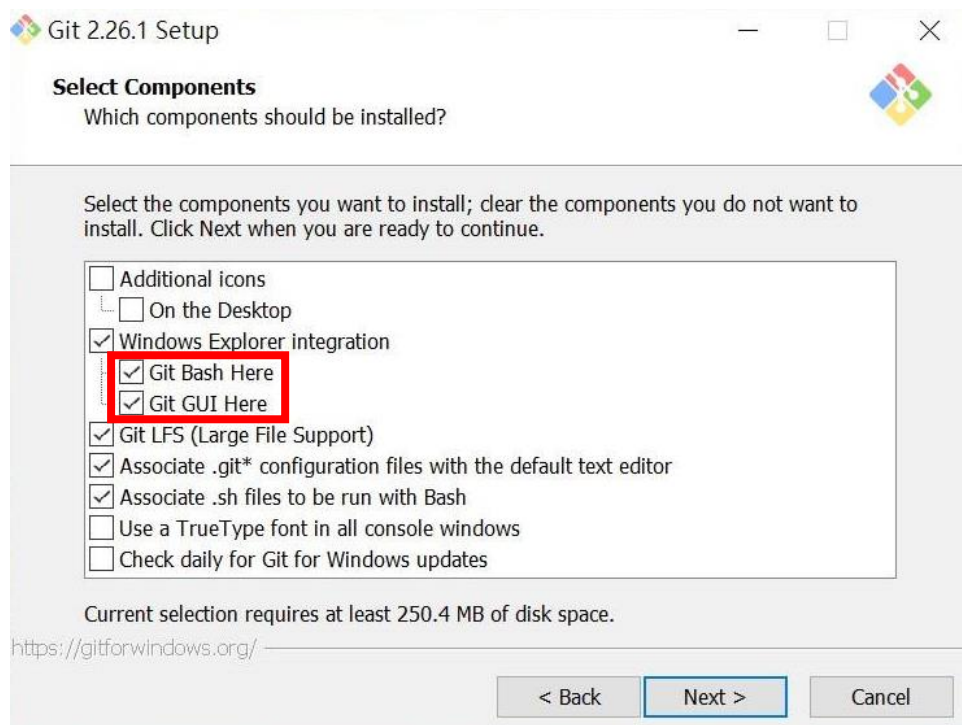 Git 2.26.1 Setup
Select Components
Which components should be installed?
Select the components you want to install; clear the components you do not want to
install. Click Next when you are ready to continue.
Additional icons
On the Desktop
Windows Explorer integration
Git Bash Here
Git GUI Here
Git LFS (Large File Support)
Associate .git* configuration files with the default text editor
Associate .sh files to be run with Bash
Use a TrueType font in all console windows
Check daily for Git for Windows updates
Current selection requires at least 250.4 MB of disk space.
https://gitforwindows.org/
< Back
Next >
Cancel